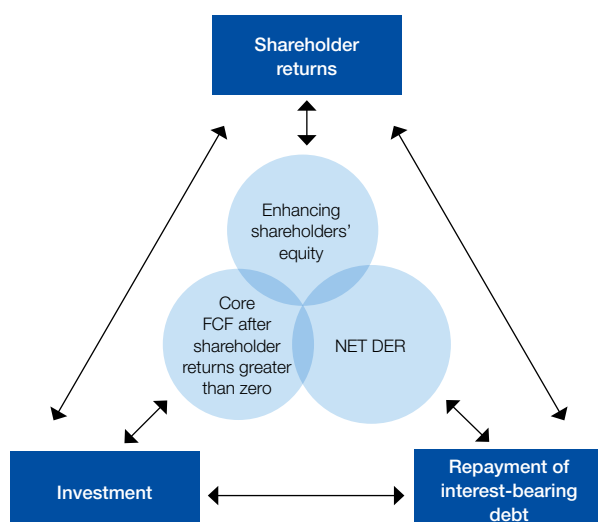 Shareholder
returns
Enhancing
shareholders’
equity
Core
FCF after
shareholder
returns greater
than zero
NET DER
Investment
Repayment of
interest-bearing
debt